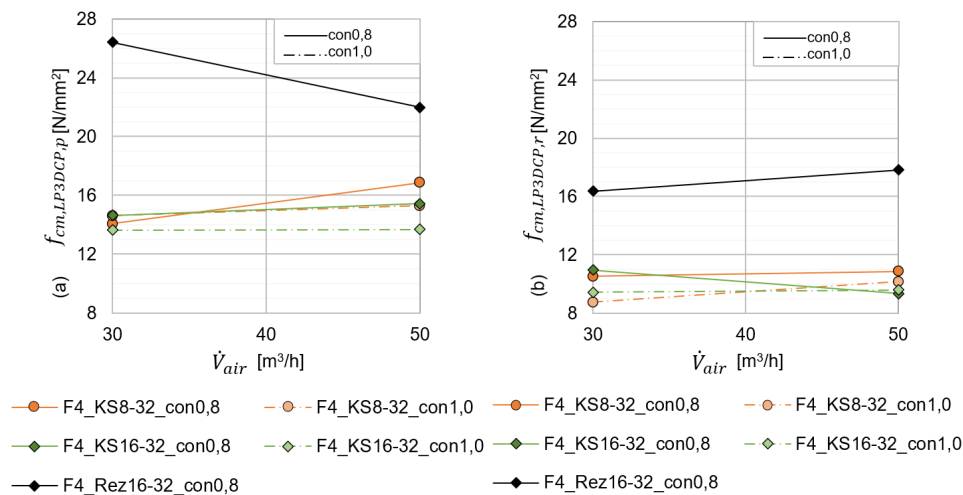 28
24
20
16
12
8
con0,8
con1,0
f_cm,LP3DCP,p [N/mm²]
(a)
30
40
50
V̇_air [m³/h]
28
24
20
16
12
8
con0,8
con1,0
f_cm,LP3DCP,r [N/mm²]
(b)
30
40
50
V̇_air [m³/h]
F4_KS8-32_con0,8
F4_KS8-32_con1,0
F4_KS16-32_con0,8
F4_KS16-32_con1,0
F4_Rez16-32_con0,8
F4_KS8-32_con0,8
F4_KS8-32_con1,0
F4_KS16-32_con0,8
F4_KS16-32_con1,0
F4_Rez16-32_con0,8